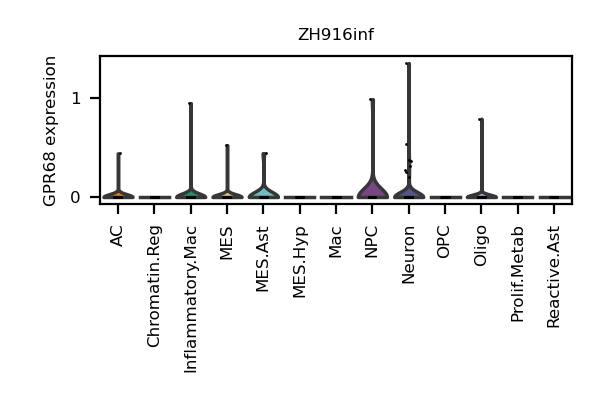 ZH916inf
GPR68 expression
1
0
AC
Chromatin.Reg
Inflammatory.Mac
MES
MES.Ast
MES.Hyp
Mac
NPC
Neuron
OPC
Oligo
Prolif.Metab
Reactive.Ast